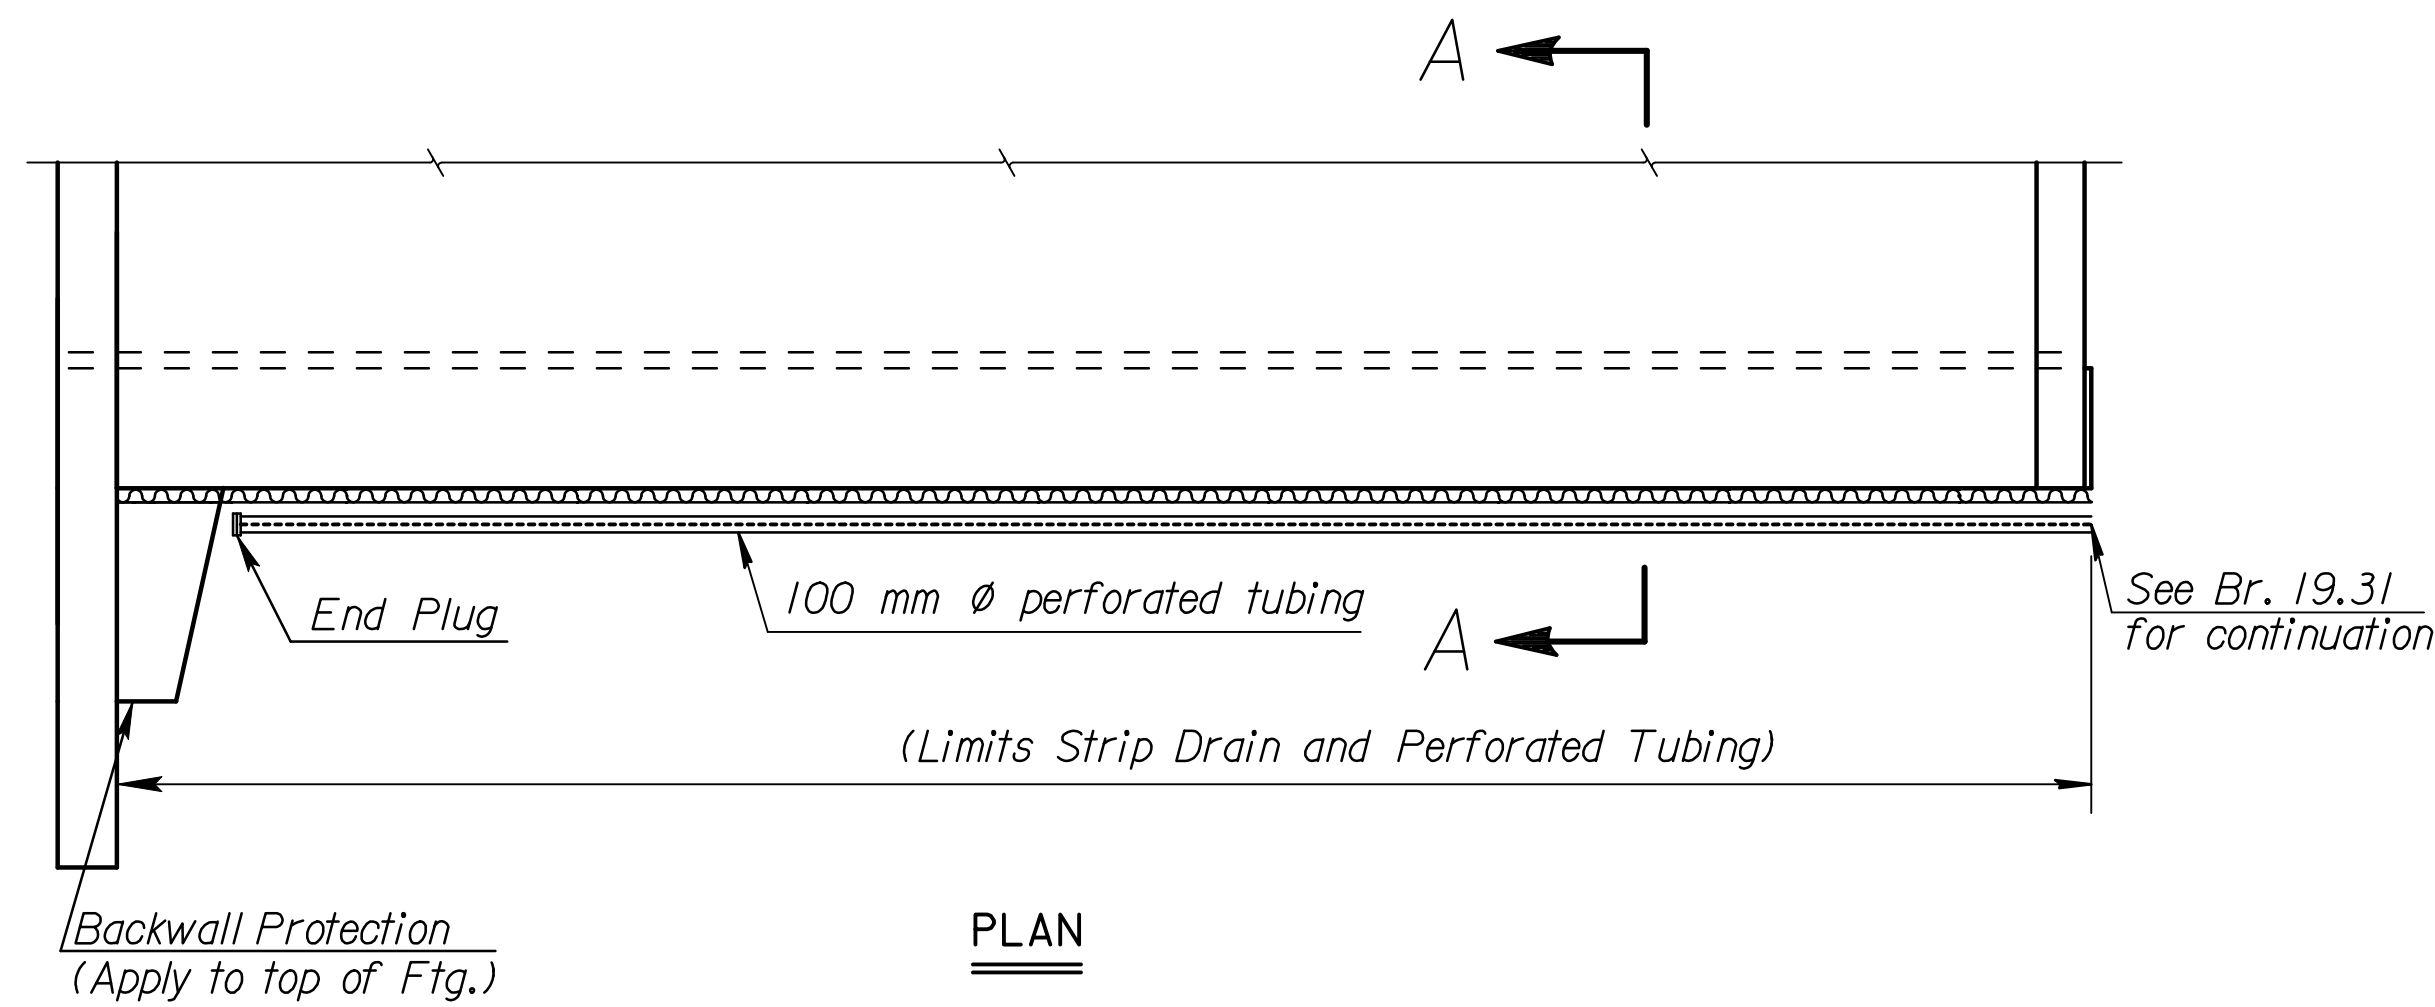 A
End Plug
100 mm Ø perforated tubing
A
See Br. 19.31
for continuation
(Limits Strip Drain and Perforated Tubing)
Backwall Protection
(Apply to top of Ftg.)
PLAN